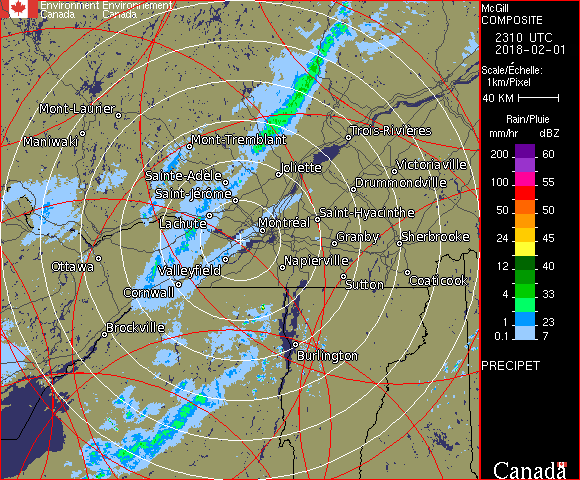 Environment Environnement
Canada Canada
McGill
COMPOSITE
2310 UTC
2018-02-01
Scale/Échelle:
1km/Pixel
40 KM
Rain/Pluie
mm/hr dBZ
200 60
100 55
50 50
24 45
12 40
4 33
1 23
0.1 7
PRECIPET
Canada
Mont-Laurier
Maniwaki
Mont-Tremblant
Trois-Rivières
Sainte-Adèle
Joliette
Victoriaville
Saint-Jérôme
Drummondville
Lachute
Montréal
Saint-Hyacinthe
Granby
Sherbrooke
Ottawa
Valleyfield
Napierville
Cornwall
Sutton
Coaticook
Brockville
Burlington